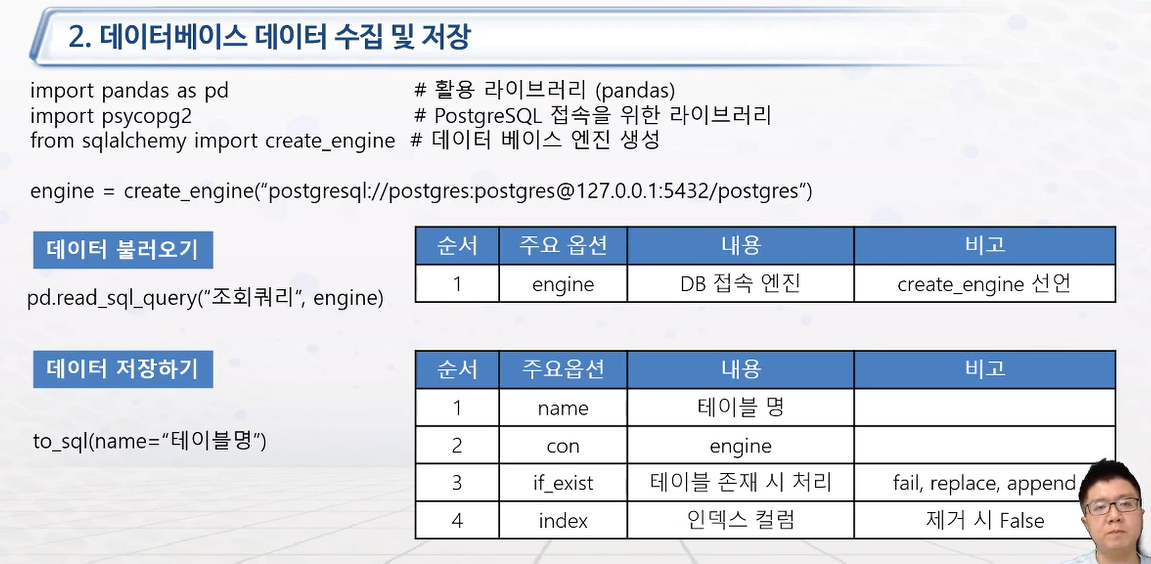 2. 데이터베이스 데이터 수집 및 저장
import pandas as pd # 활용 라이브러리 (pandas)
import psycopg2 # PostgreSQL 접속을 위한 라이브러리
from sqlalchemy import create_engine # 데이터 베이스 엔진 생성
engine = create_engine(“postgresql://postgres:postgres@127.0.0.1:5432/postgres”)
데이터 불러오기
pd.read_sql_query(“조회쿼리”, engine)
순서 주요 옵션 내용 비고
1 engine DB 접속 엔진 create_engine 선언
데이터 저장하기
to_sql(name=“테이블명”)
순서 주요옵션 내용 비고
1 name 테이블 명
2 con engine
3 if_exist 테이블 존재 시 처리 fail, replace, append
4 index 인덱스 컬럼 제거 시 False